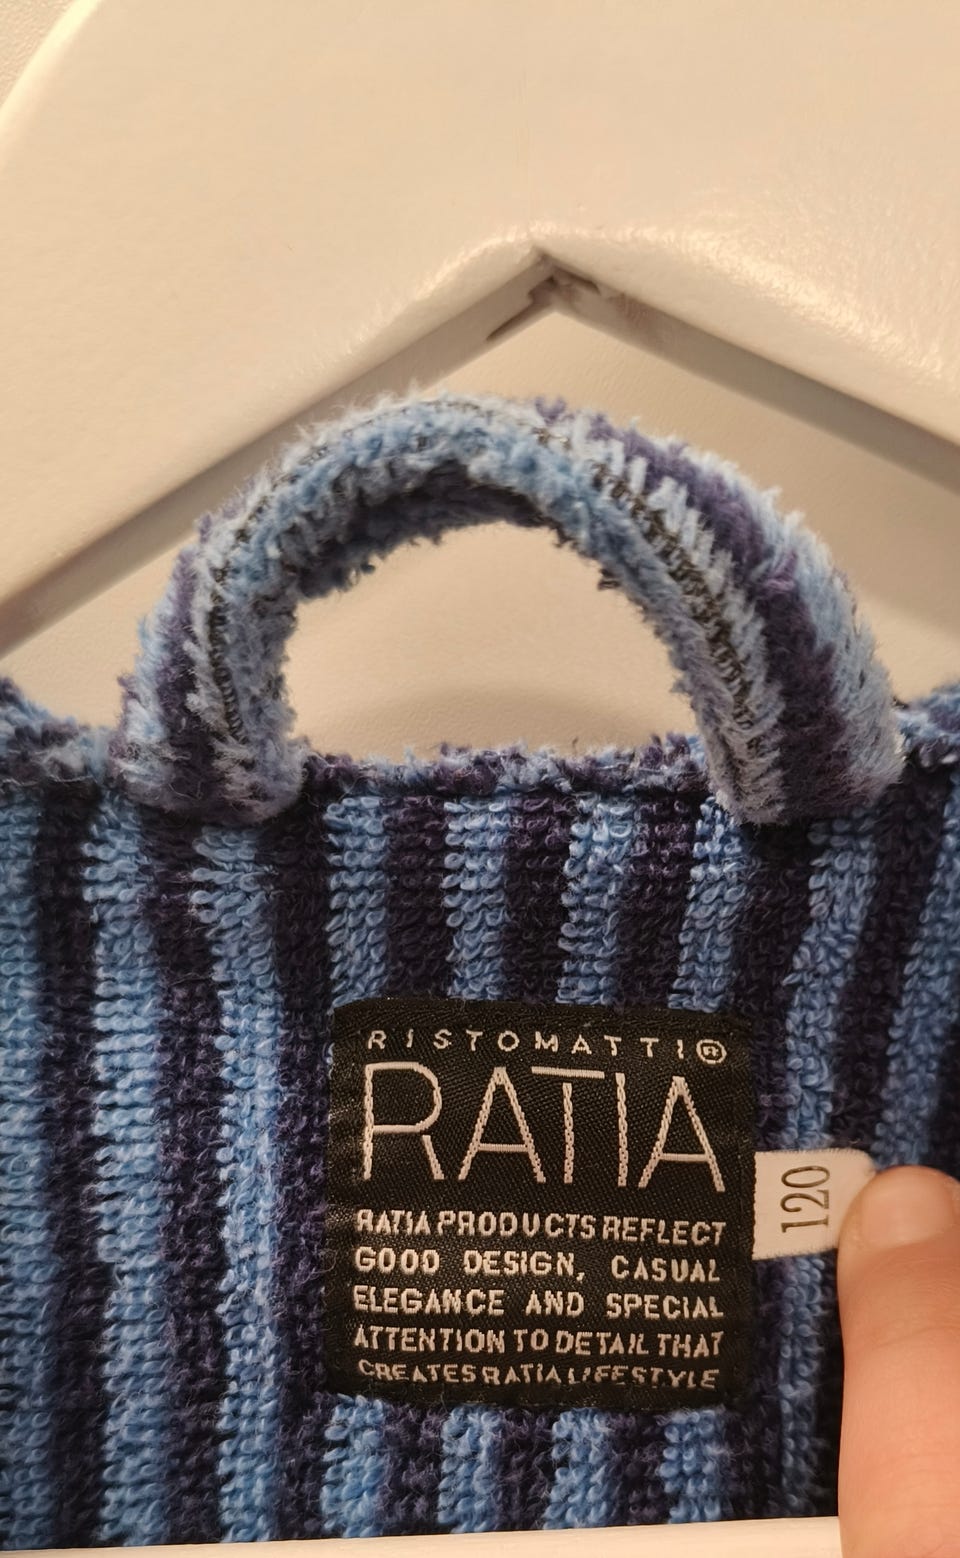 RISTOMATTI®
RATIA
RATIA PRODUCTS REFLECT
GOOD DESIGN, CASUAL
ELEGANCE AND SPECIAL
ATTENTION TO DETAIL THAT
CREATES RATIA LIFESTYLE
120